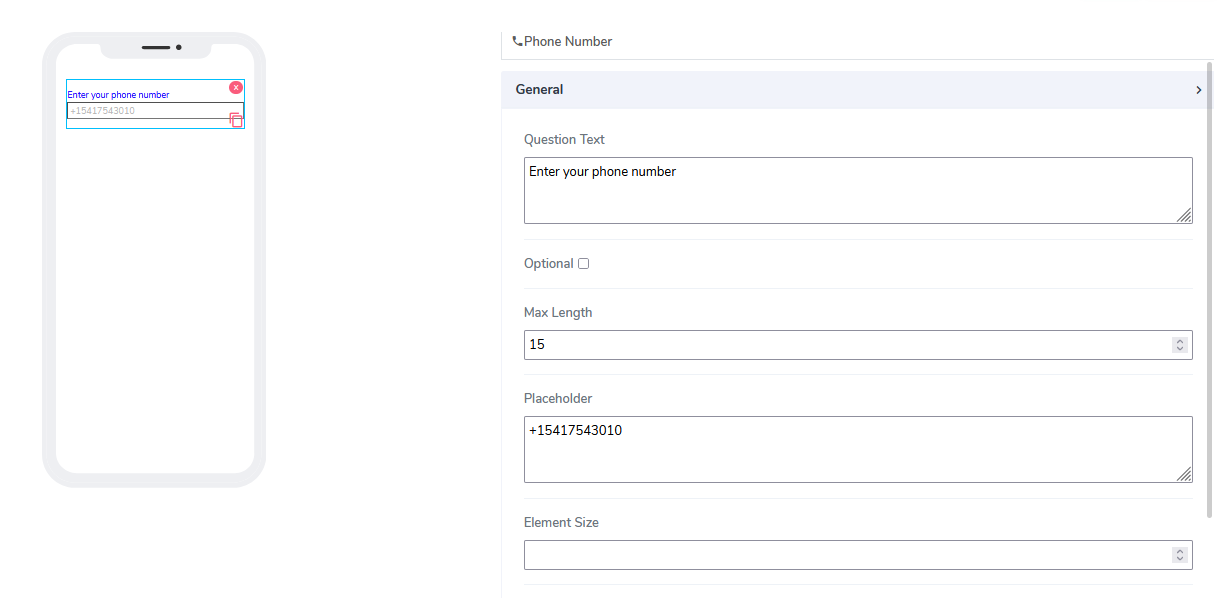 Enter your phone number
x
+15417543010
Phone Number
General
Question Text
Enter your phone number
Optional
Max Length
15
Placeholder
+15417543010
Element Size